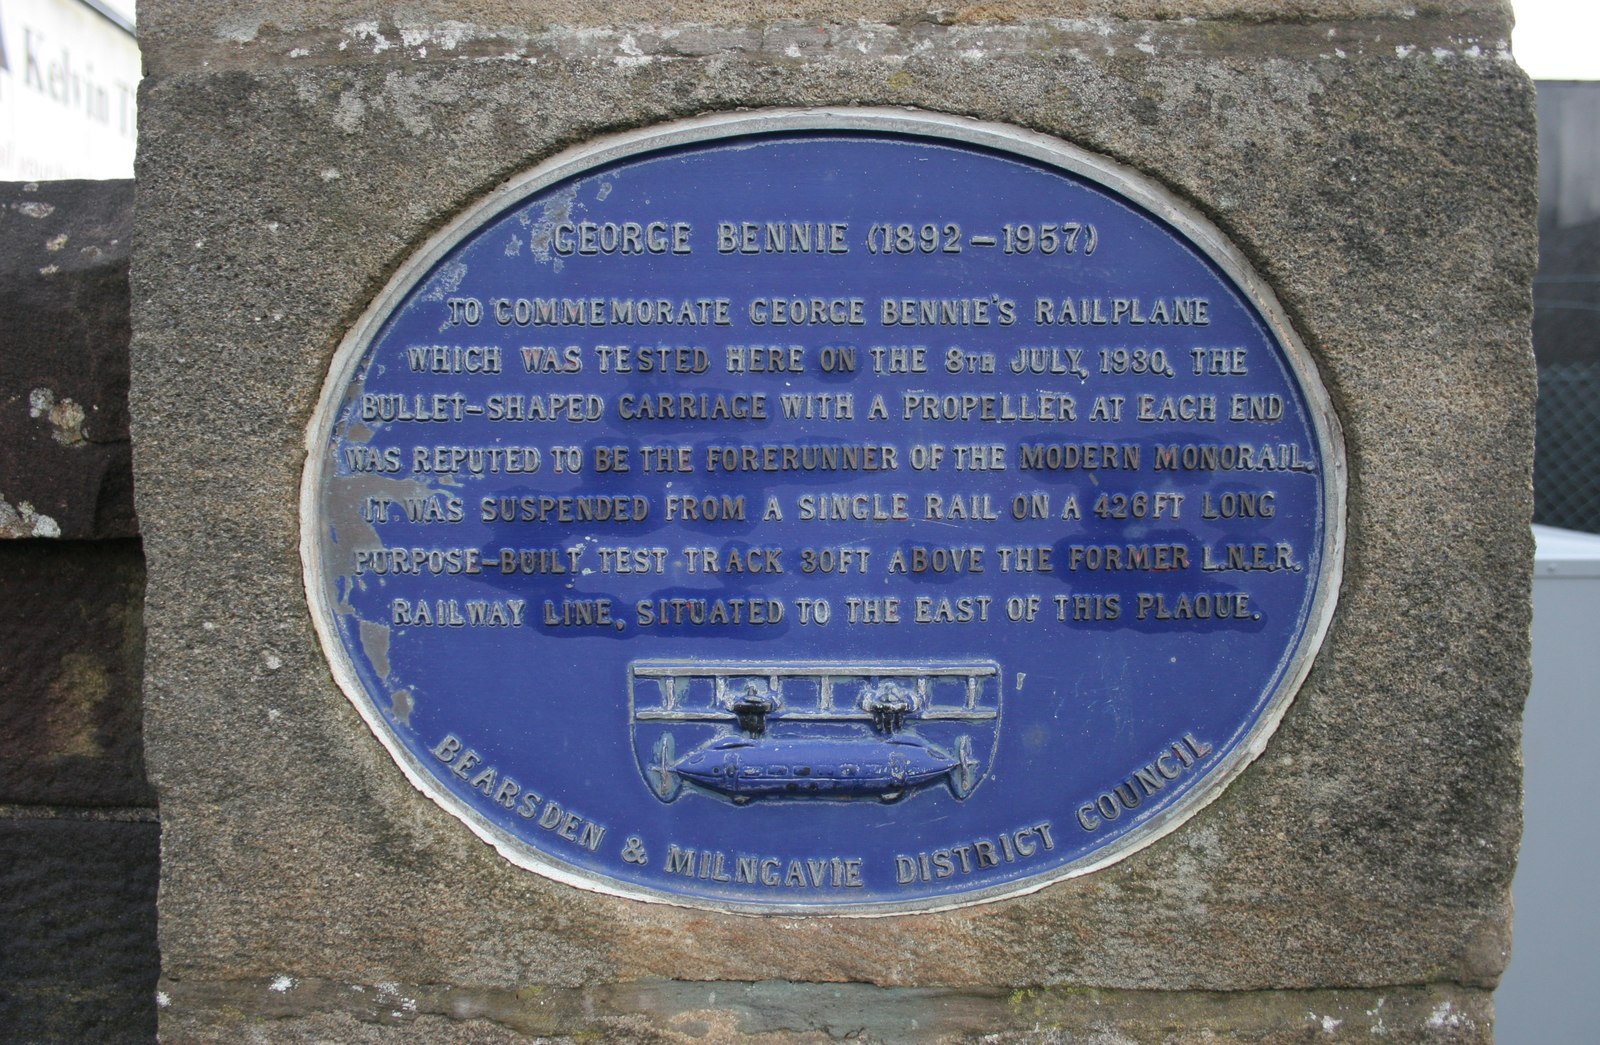 Kelvin
GEORGE BENNIE (1892-1957)
TO COMMEMORATE GEORGE BENNIE'S RAILPLANE
WHICH WAS TESTED HERE ON THE 8TH JULY, 1930, THE
BULLET-SHAPED CARRIAGE WITH A PROPELLER AT EACH END
WAS REPUTED TO BE THE FORERUNNER OF THE MODERN MONORAIL.
IT WAS SUSPENDED FROM A SINGLE RAIL ON A 426FT LONG
PURPOSE-BUILT TEST TRACK 30FT ABOVE THE FORMER L.N.E.R.
RAILWAY LINE, SITUATED TO THE EAST OF THIS PLAQUE.
BEARSDEN & MILNGAVIE DISTRICT COUNCIL